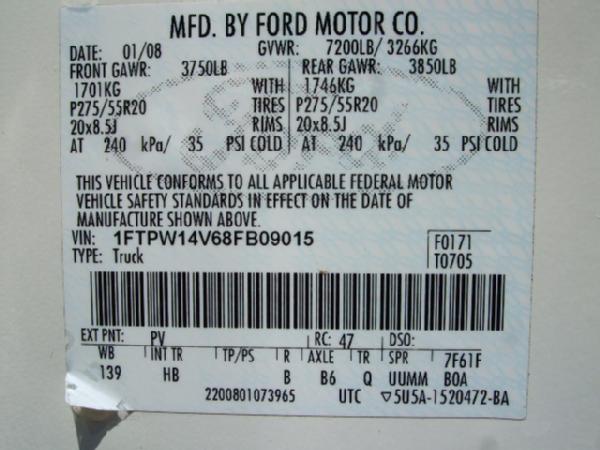 MFD. BY FORD MOTOR CO.
DATE: 01/08 GVWR: 7200LB/ 3266KG
FRONT GAWR: 3750LB REAR GAWR: 3850LB
1701KG WITH 1746KG WITH
P275/55R20 TIRES P275/55R20 TIRES
20x8.5J RIMS 20x8.5J RIMS
AT 240 kPa/ 35 PSI COLD AT 240 kPa/ 35 PSI COLD
THIS VEHICLE CONFORMS TO ALL APPLICABLE FEDERAL MOTOR
VEHICLE SAFETY STANDARDS IN EFFECT ON THE DATE OF
MANUFACTURE SHOWN ABOVE.
VIN: 1FTPW14V68FB09015 F0171
TYPE: Truck T0705
EXT PNT: PV RC: 47 DSO:
WB INT TR TP/PS R AXLE TR SPR 7F61F
139 HB B B6 Q UUMM BOA
2200801073965 UTC ▽5U5A-1520472-BA